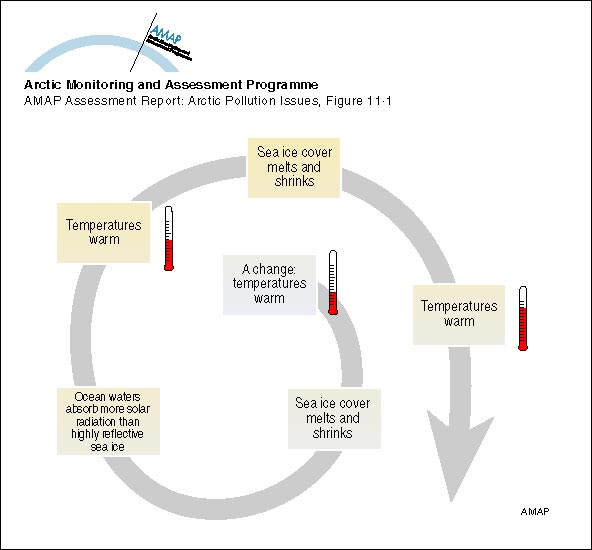 AMAP
Arctic Monitoring and Assessment Programme
AMAP Assessment Report: Arctic Pollution Issues, Figure 11·1
Sea ice cover
melts and
shrinks
Temperatures
warm
A change:
temperatures
warm
Temperatures
warm
Ocean waters
absorb more solar
radiation than
highly reflective
sea ice
Sea ice cover
melts and
shrinks
AMAP